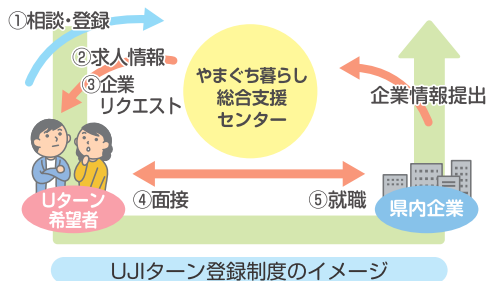 ①相談・登録
②求人情報
③企業
リクエスト
やまぐち暮らし
総合支援
センター
企業情報提出
Uターン
希望者
④面接
⑤就職
県内企業
UJIターン登録制度のイメージ